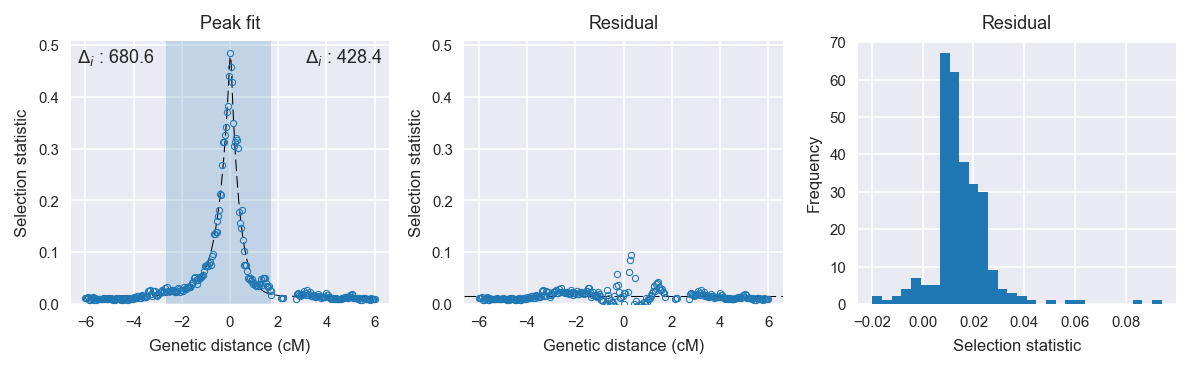 Peak fit
Δi : 680.6
Δi : 428.4
0.5
0.4
0.3
0.2
0.1
0.0
Selection statistic
−6 −4 −2 0 2 4 6
Genetic distance (cM)
Residual
0.5
0.4
0.3
0.2
0.1
0.0
Selection statistic
−6 −4 −2 0 2 4 6
Genetic distance (cM)
Residual
70
60
50
40
30
20
10
0
Frequency
−0.02 0.00 0.02 0.04 0.06 0.08
Selection statistic